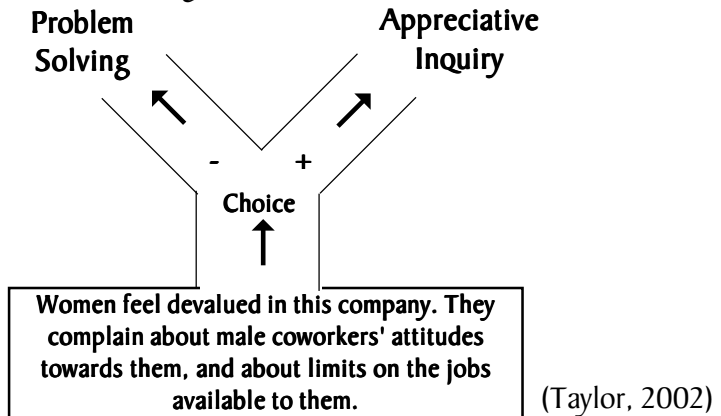 Problem
Solving
Appreciative
Inquiry
- +
Choice
Women feel devalued in this company. They
complain about male coworkers' attitudes
towards them, and about limits on the jobs
available to them.
(Taylor, 2002)